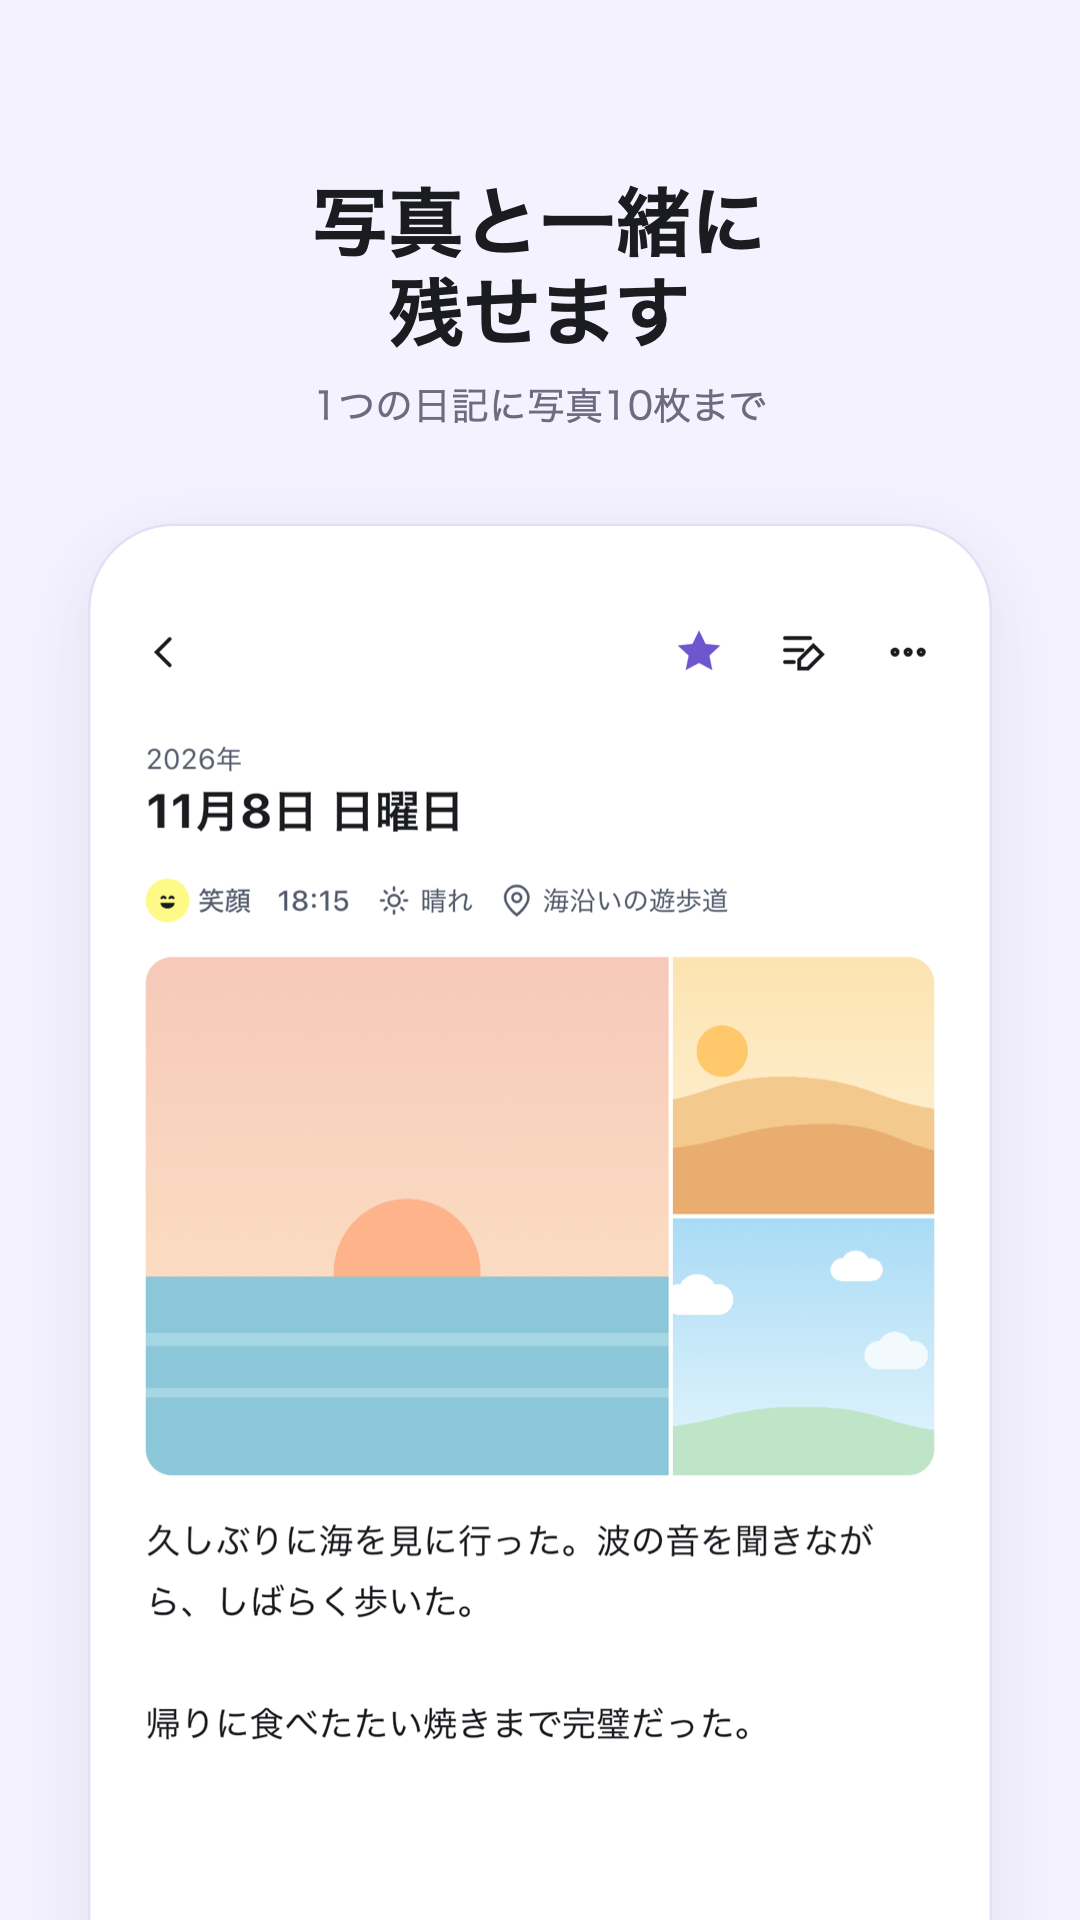 写真と一緒に
残せます
1つの日記に写真10枚まで
2026年
11月8日 日曜日
笑顔 18:15 晴れ 海沿いの遊歩道
久しぶりに海を見に行った。波の音を聞きなが
ら、しばらく歩いた。
帰りに食べたたい焼きまで完璧だった。